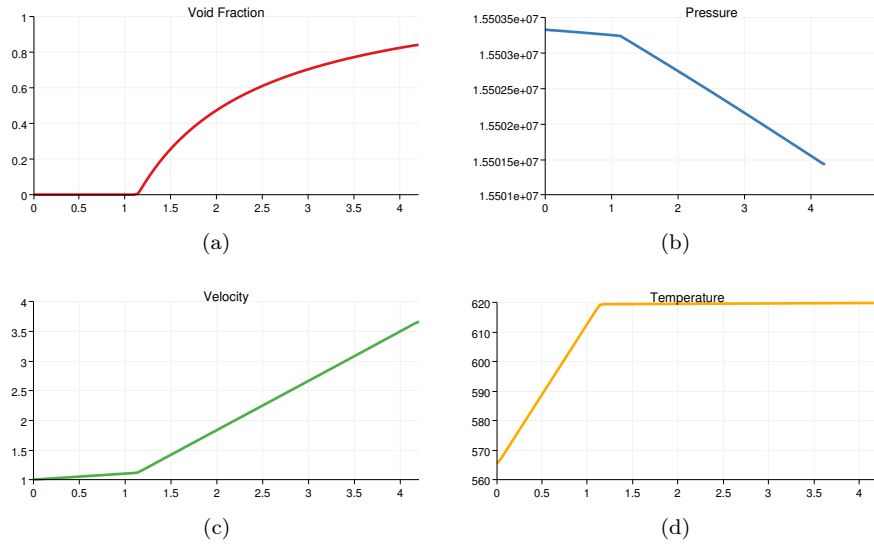 Void Fraction
1
0.8
0.6
0.4
0.2
0
0 0.5 1 1.5 2 2.5 3 3.5 4
(a)
Pressure
1.55035e+07
1.5503e+07
1.55025e+07
1.5502e+07
1.55015e+07
1.5501e+07
0 1 2 3 4
(b)
Velocity
4
3.5
3
2.5
2
1.5
1
0 0.5 1 1.5 2 2.5 3 3.5 4
(c)
Temperature
620
610
600
590
580
570
560
0 0.5 1 1.5 2 2.5 3 3.5 4
(d)